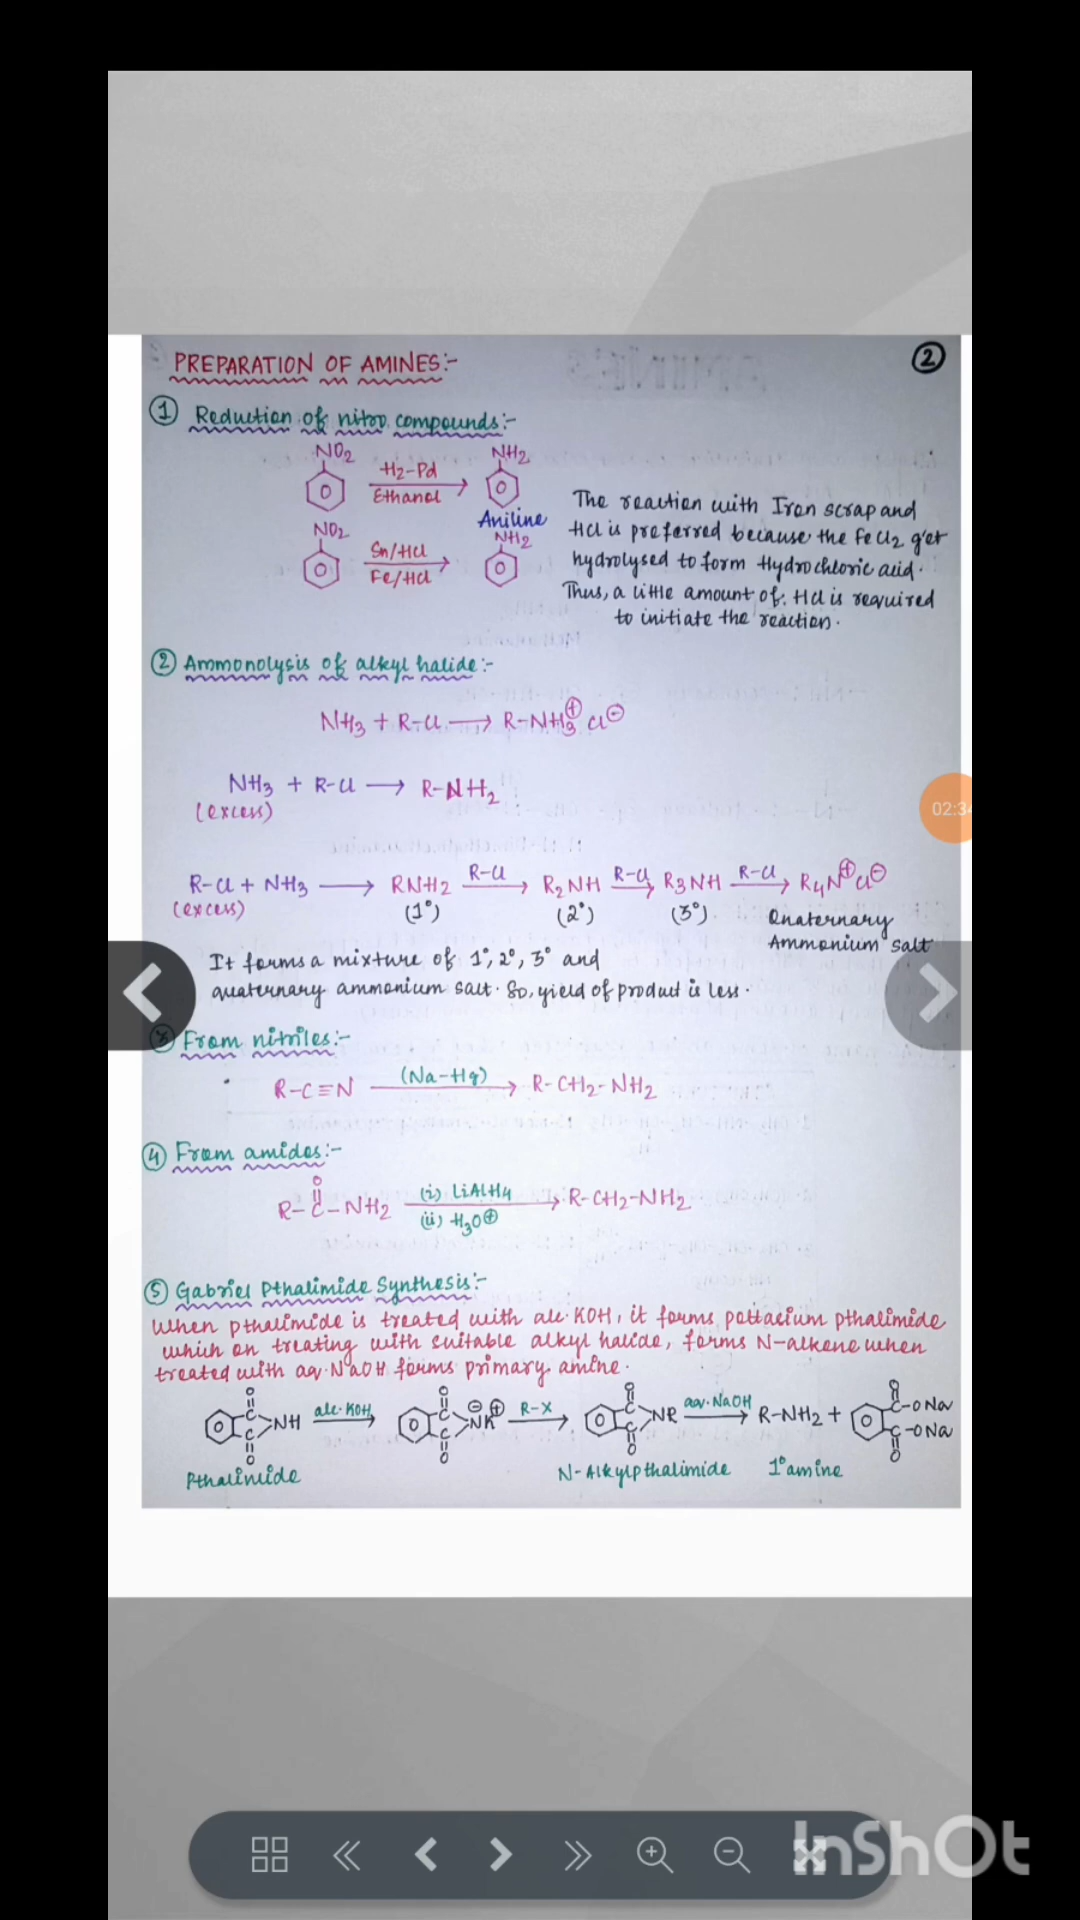 PREPARATION OF AMINES:-
2
1 Reduction of nitro compounds:-
NO2
H2-Pd
Ethanol
NH2
Aniline
NO2
Sn/HCl
Fe/HCl
NH2
The reaction with Iron scrap and
HCl is preferred because the FeCl2 get
hydrolysed to form Hydrochloric acid.
Thus, a little amount of HCl is required
to initiate the reaction.
2 Ammonolysis of alkyl halide:-
NH3 + R-Cl ⟶ R-NH3⊕ Cl⊖
NH3 + R-Cl ⟶ R-NH2
(excess)
R-Cl + NH3 ⟶ RNH2 R-Cl⟶ R2NH R-Cl⟶ R3NH R-Cl⟶ R4N⊕Cl⊖
(excess) (1°) (2°) (3°) Quaternary
Ammonium salt
It forms a mixture of 1°, 2°, 3° and
quaternary ammonium salt. So, yield of product is less.
3 From nitriles:-
R-C≡N (Na-Hg)⟶ R-CH2-NH2
4 From amides:-
O
R-C-NH2 (i) LiAlH4 ⟶ R-CH2-NH2
(ii) H3O⊕
5 Gabriel Pthalimide Synthesis:-
When pthalimide is treated with alc. KOH, it forms pottacium pthalimide
which on treating with suitable alkyl halide, forms N-alkene when
treated with aq. NaOH forms primary amine.
O C NH C O
alc. KOH
O C NK C O ⊖ ⊕
R-X
O C NR C O
aq. NaOH
R-NH2 +
O
C-ONa
C-ONa
O
Pthalimide
N-Alkylpthalimide
1° amine
02:34
InShOt